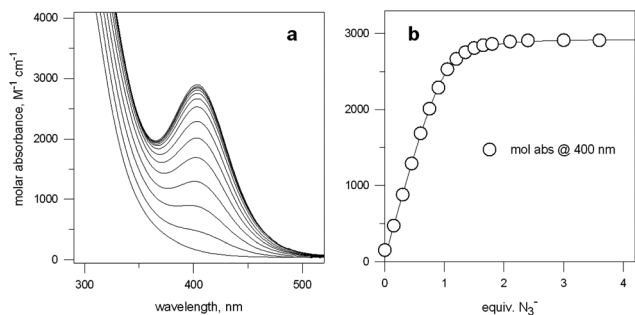 a
4000
3000
2000
1000
0
molar absorbance, M⁻¹ cm⁻¹
300
400
500
wavelength, nm
b
3000
2000
1000
0
mol abs @ 400 nm
0
1
2
3
4
equiv. N₃⁻